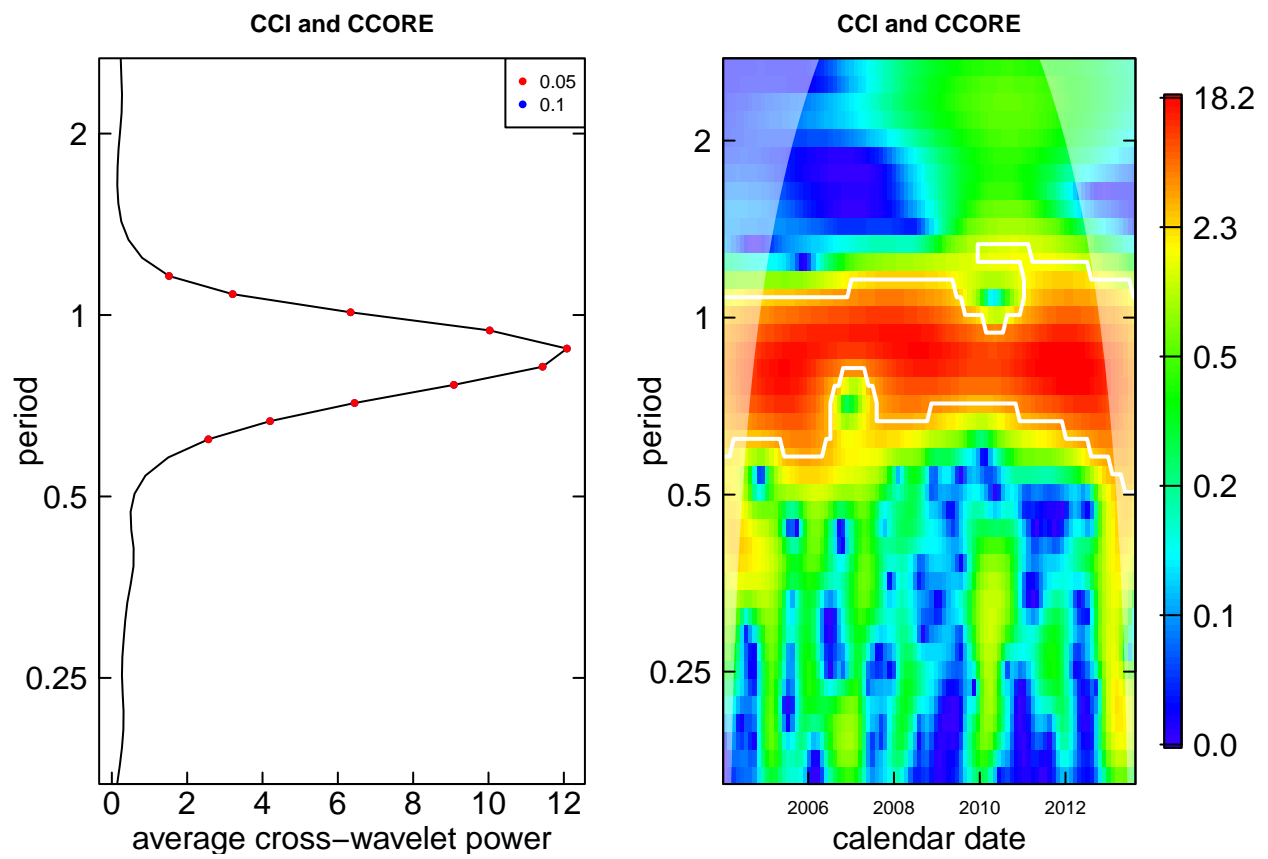 CCI and CCORE
0.05
0.1
2
1
0.5
0.25
period
0 2 4 6 8 10 12
average cross−wavelet power
CCI and CCORE
2
1
0.5
0.25
period
2006 2008 2010 2012
calendar date
18.2
2.3
0.5
0.2
0.1
0.0